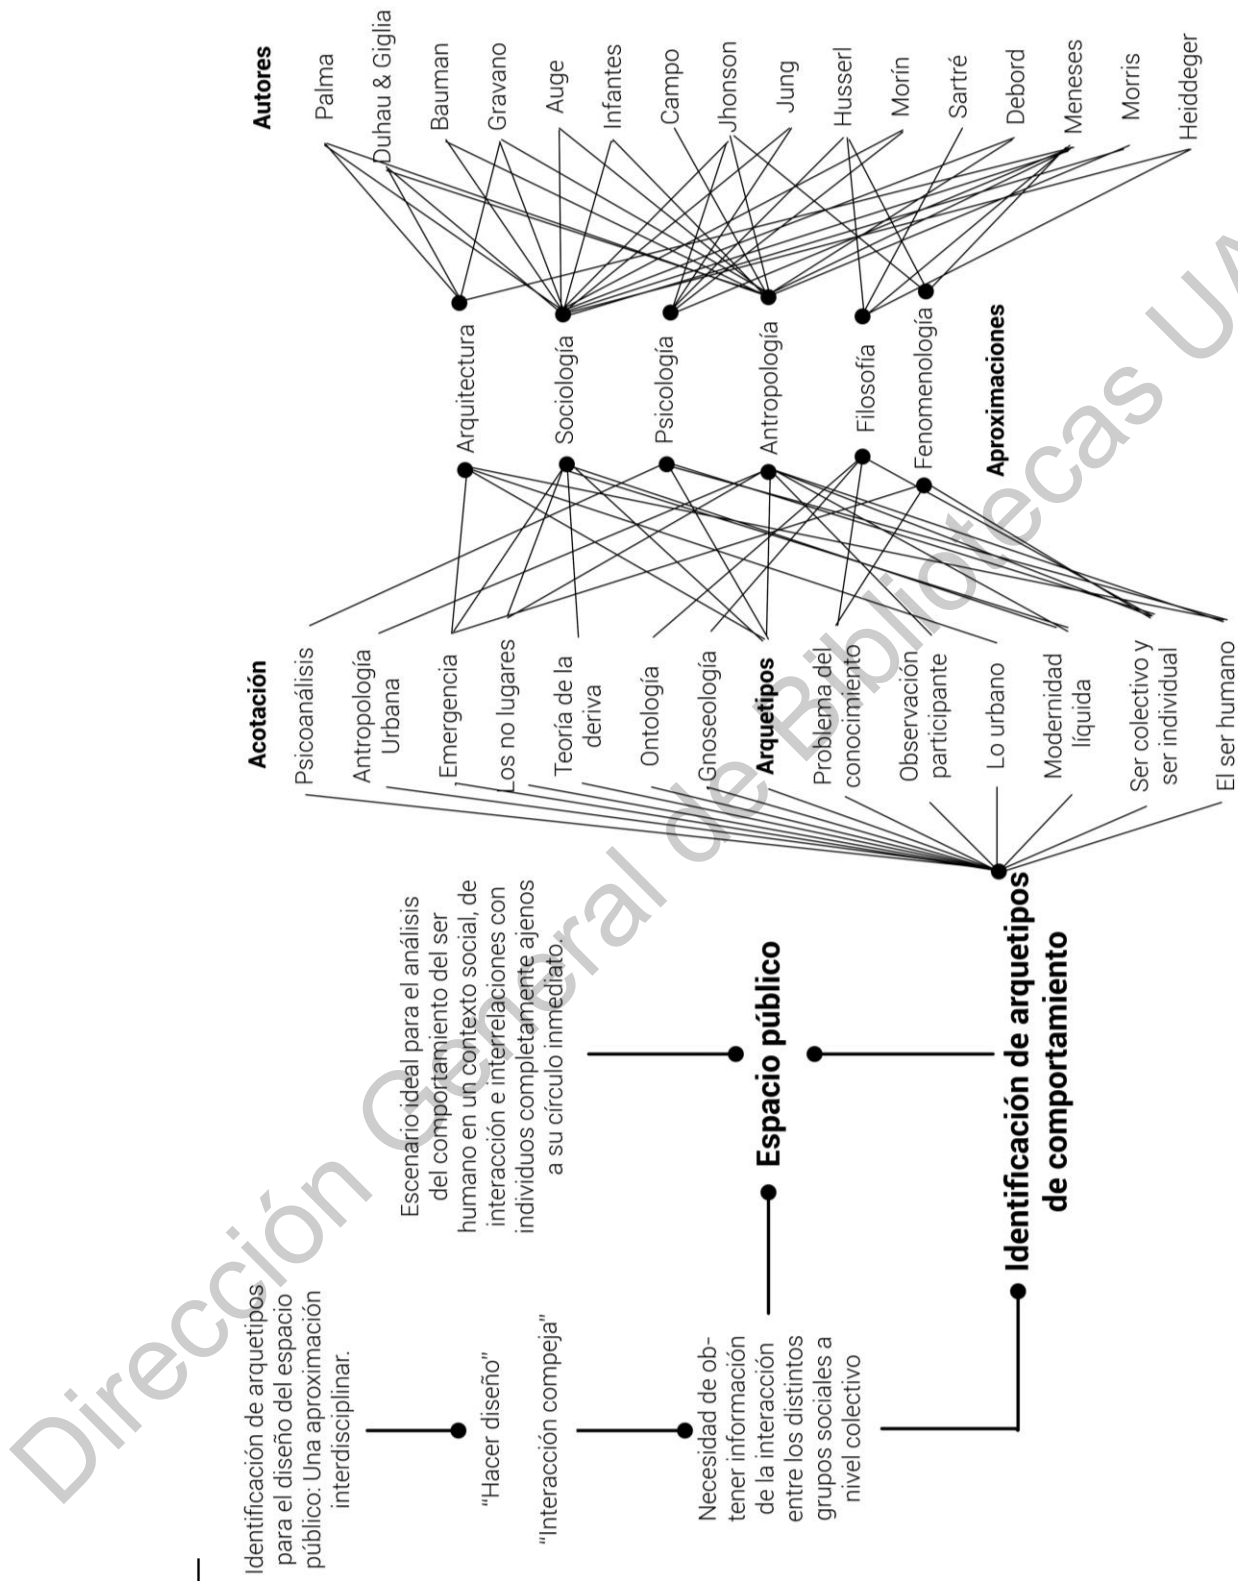 Identificación de arquetipos
para el diseño del espacio
público: Una aproximación
interdisciplinar.
“Hacer diseño”
“Interacción compeja”
Necesidad de ob-
tener información
de la interacción
entre los distintos
grupos sociales a
nivel colectivo
Escenario ideal para el análisis
del comportamiento del ser
humano en un contexto social, de
interacción e interrelaciones con
individuos completamente ajenos
a su círculo inmediato.
Espacio público
Identificación de arquetipos
de comportamiento
Acotación
Psicoanálisis
Antropología
Urbana
Emergencia
Los no lugares
Teoría de la
deriva
Ontología
Gnoseología
Arquetipos
Problema del
conocimiento
Observación
participante
Lo urbano
Modernidad
líquida
Ser colectivo y
ser individual
El ser humano
Arquitectura
Sociología
Psicología
Antropología
Filosofía
Fenomenología
Aproximaciones
Autores
Palma
Duhau & Giglia
Bauman
Gravano
Auge
Infantes
Campo
Jhonson
Jung
Husserl
Morín
Sartré
Debord
Meneses
Morris
Heiddeger
Dirección General de Bibliotecas UA